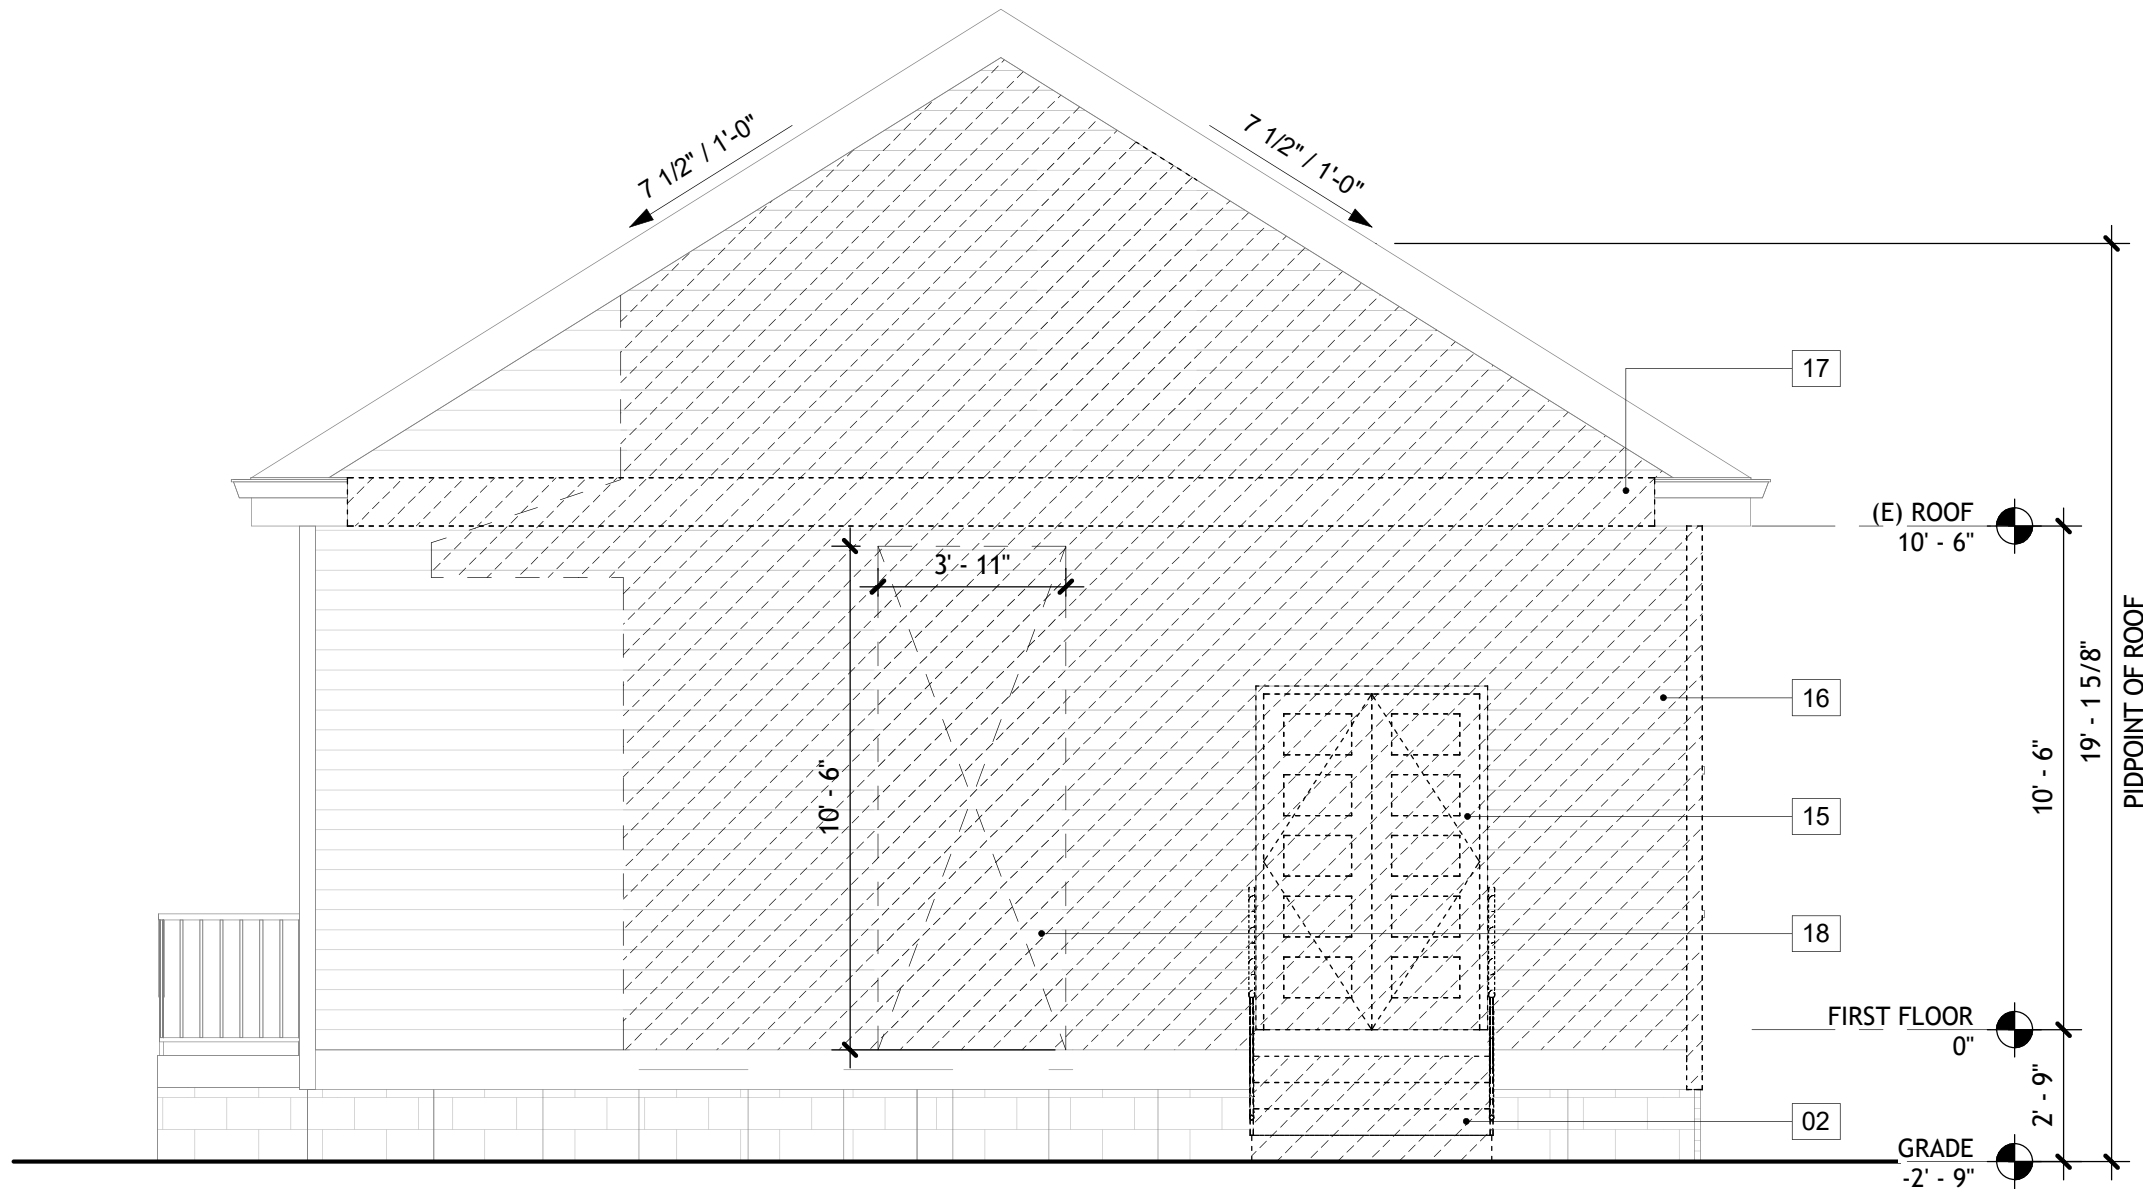 7 1/2" / 1'-0"
7 1/2" / 1'-0"
17
(E) ROOF
10' - 6"
3' - 11"
16
10' - 6"
15
10' - 6"
19' - 1 5/8"
PIDPOINT OF ROOF
18
FIRST FLOOR
0"
2' - 9"
02
GRADE
-2' - 9"